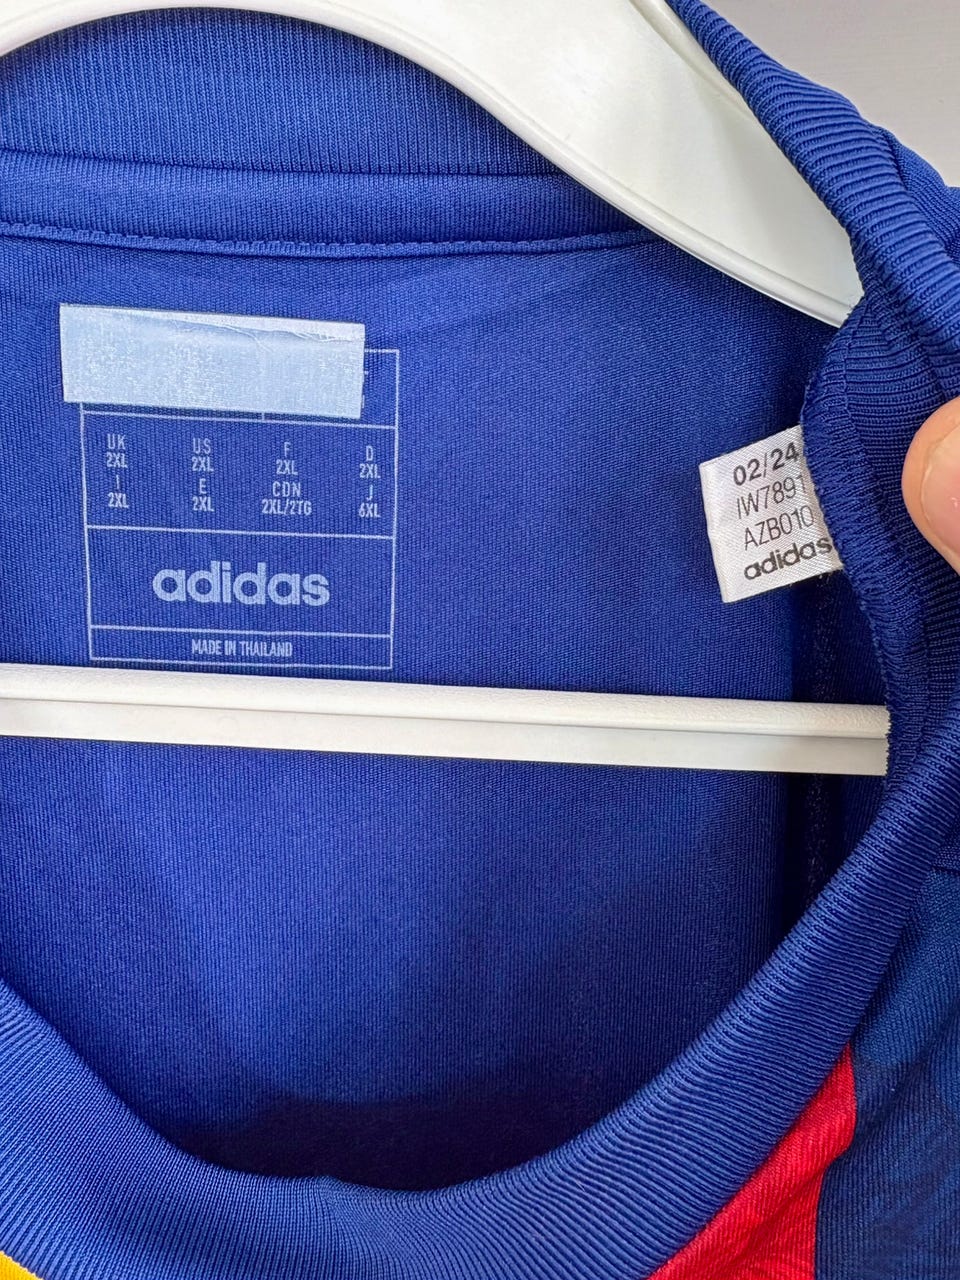 UK US F D
2XL 2XL 2XL 2XL
I E CDN J
2XL 2XL 2XL/2TG 6XL
adidas
MADE IN THAILAND
02/24
IW7891
AZB010
adidas